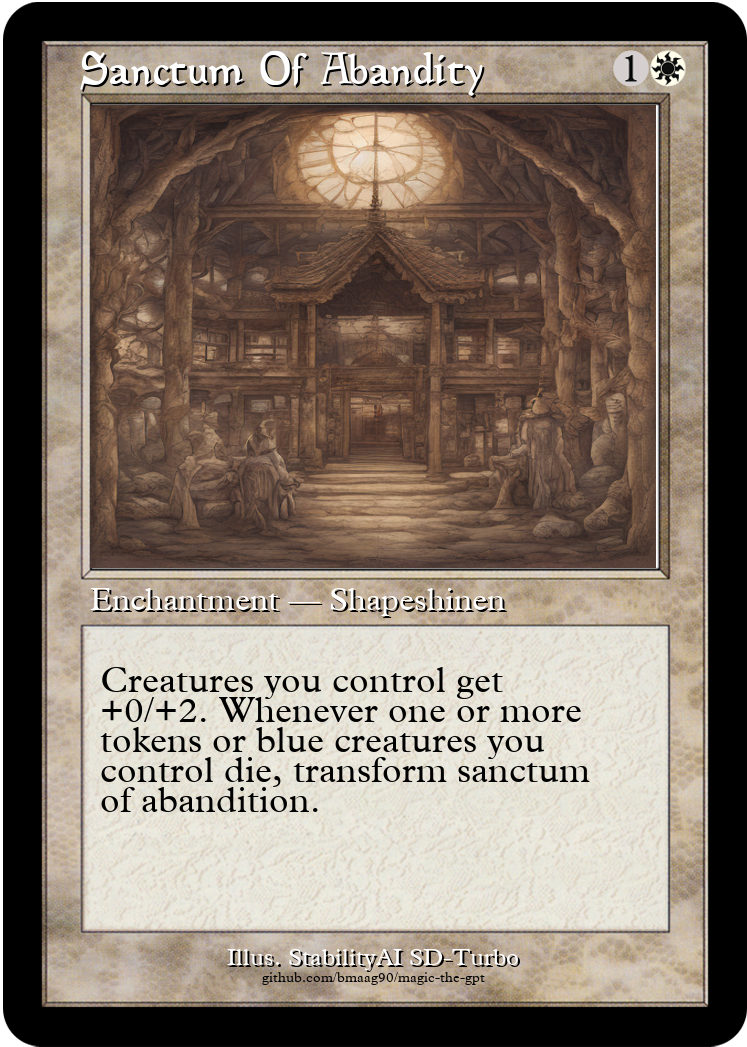 Sanctum Of Abandity 1
Enchantment — Shapeshinen
Creatures you control get
+0/+2. Whenever one or more
tokens or blue creatures you
control die, transform sanctum
of abandition.
Illus. StabilityAI SD-Turbo
github.com/bmaag90/magic-the-gpt